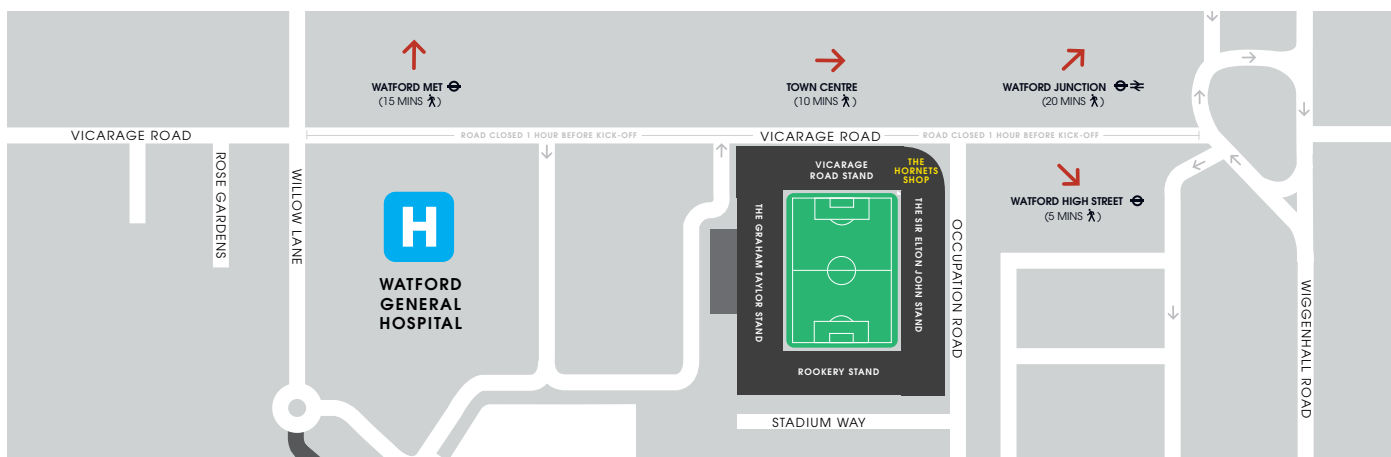 WATFORD MET
(15 MINS)
TOWN CENTRE
(10 MINS)
WATFORD JUNCTION
(20 MINS)
VICARAGE ROAD
ROAD CLOSED 1 HOUR BEFORE KICK-OFF
VICARAGE ROAD
ROAD CLOSED 1 HOUR BEFORE KICK-OFF
ROSE GARDENS
WILLOW LANE
H
WATFORD
GENERAL
HOSPITAL
VICARAGE
ROAD STAND
THE
HORNETS
SHOP
THE GRAHAM TAYLOR STAND
THE SIR ELTON JOHN STAND
ROOKERY STAND
OCCUPATION ROAD
STADIUM WAY
WATFORD HIGH STREET
(5 MINS)
WIGGENHALL ROAD